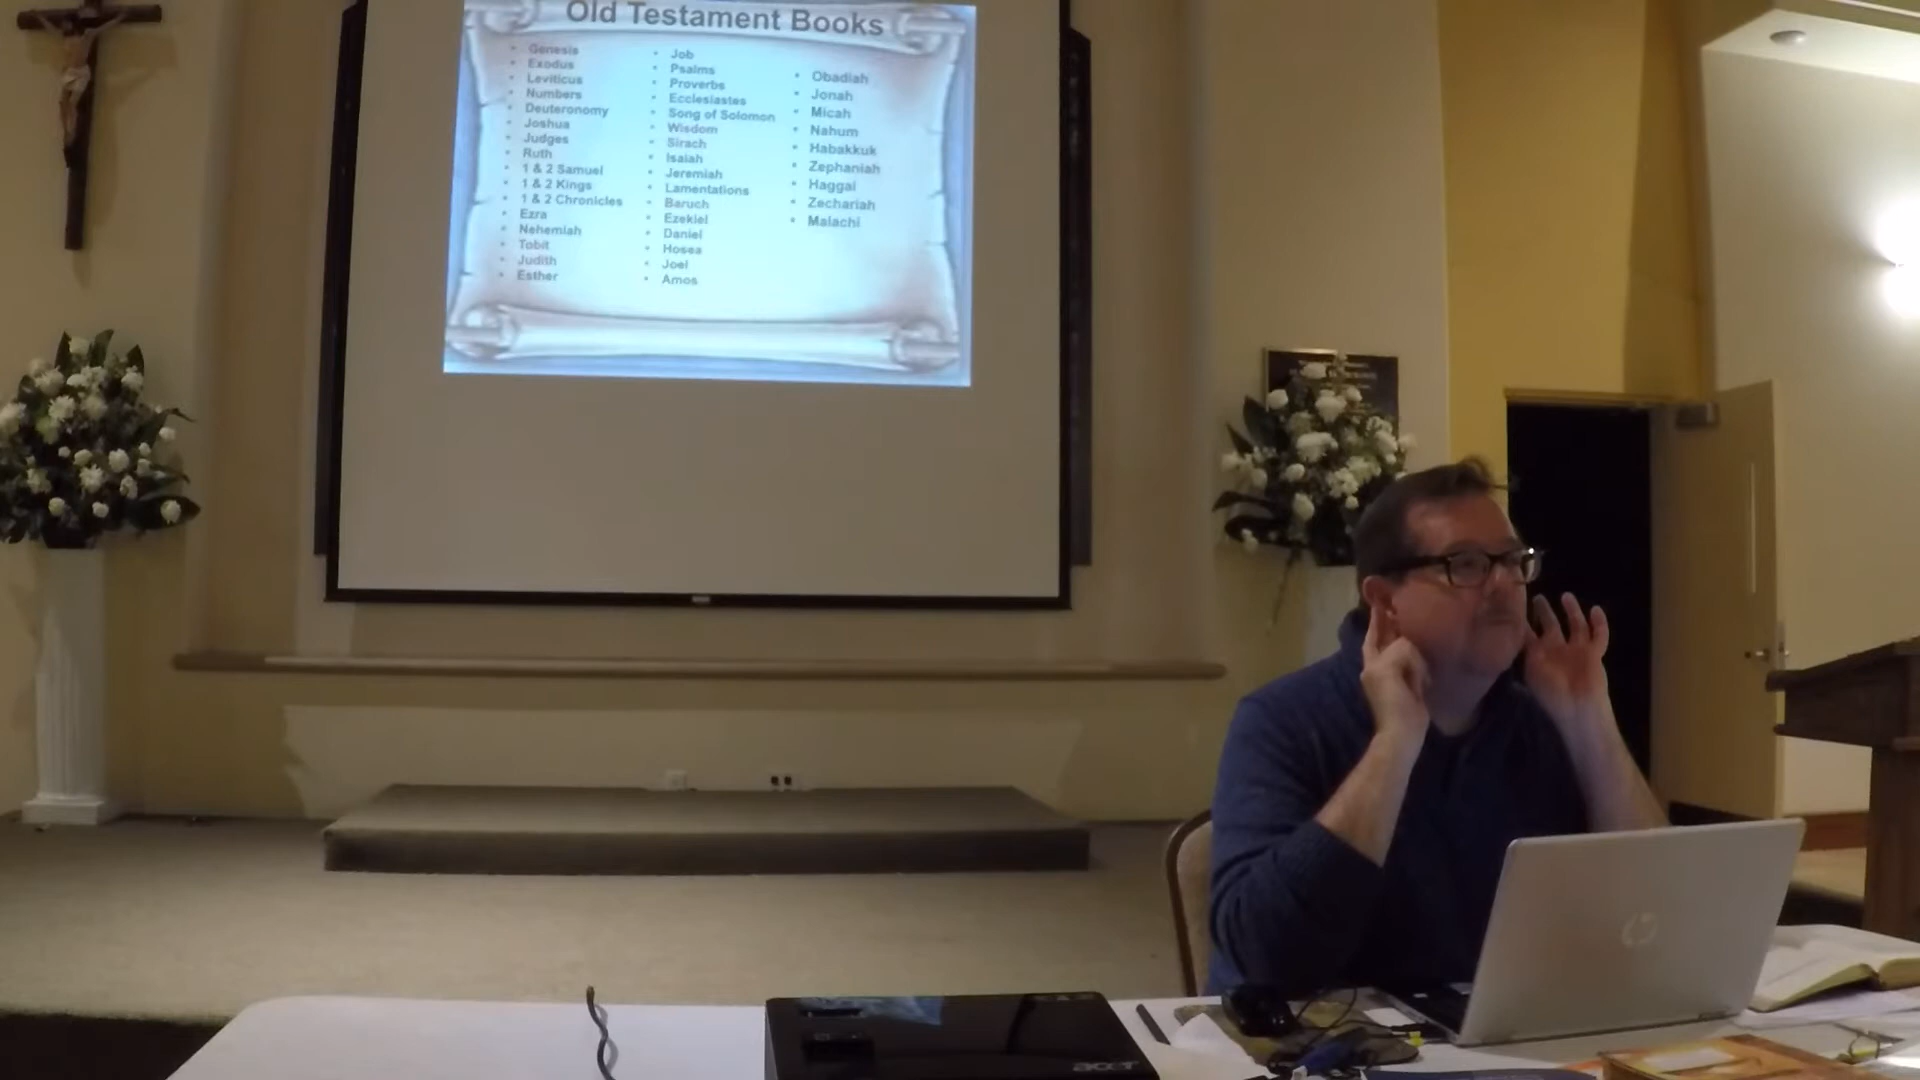 Old Testament Books
• Genesis
• Exodus
• Leviticus
• Numbers
• Deuteronomy
• Joshua
• Judges
• Ruth
• 1 & 2 Samuel
• 1 & 2 Kings
• 1 & 2 Chronicles
• Ezra
• Nehemiah
• Tobit
• Judith
• Esther
• Job
• Psalms
• Proverbs
• Ecclesiastes
• Song of Solomon
• Wisdom
• Sirach
• Isaiah
• Jeremiah
• Lamentations
• Baruch
• Ezekiel
• Daniel
• Hosea
• Joel
• Amos
• Obadiah
• Jonah
• Micah
• Nahum
• Habakkuk
• Zephaniah
• Haggai
• Zechariah
• Malachi
hp
acer